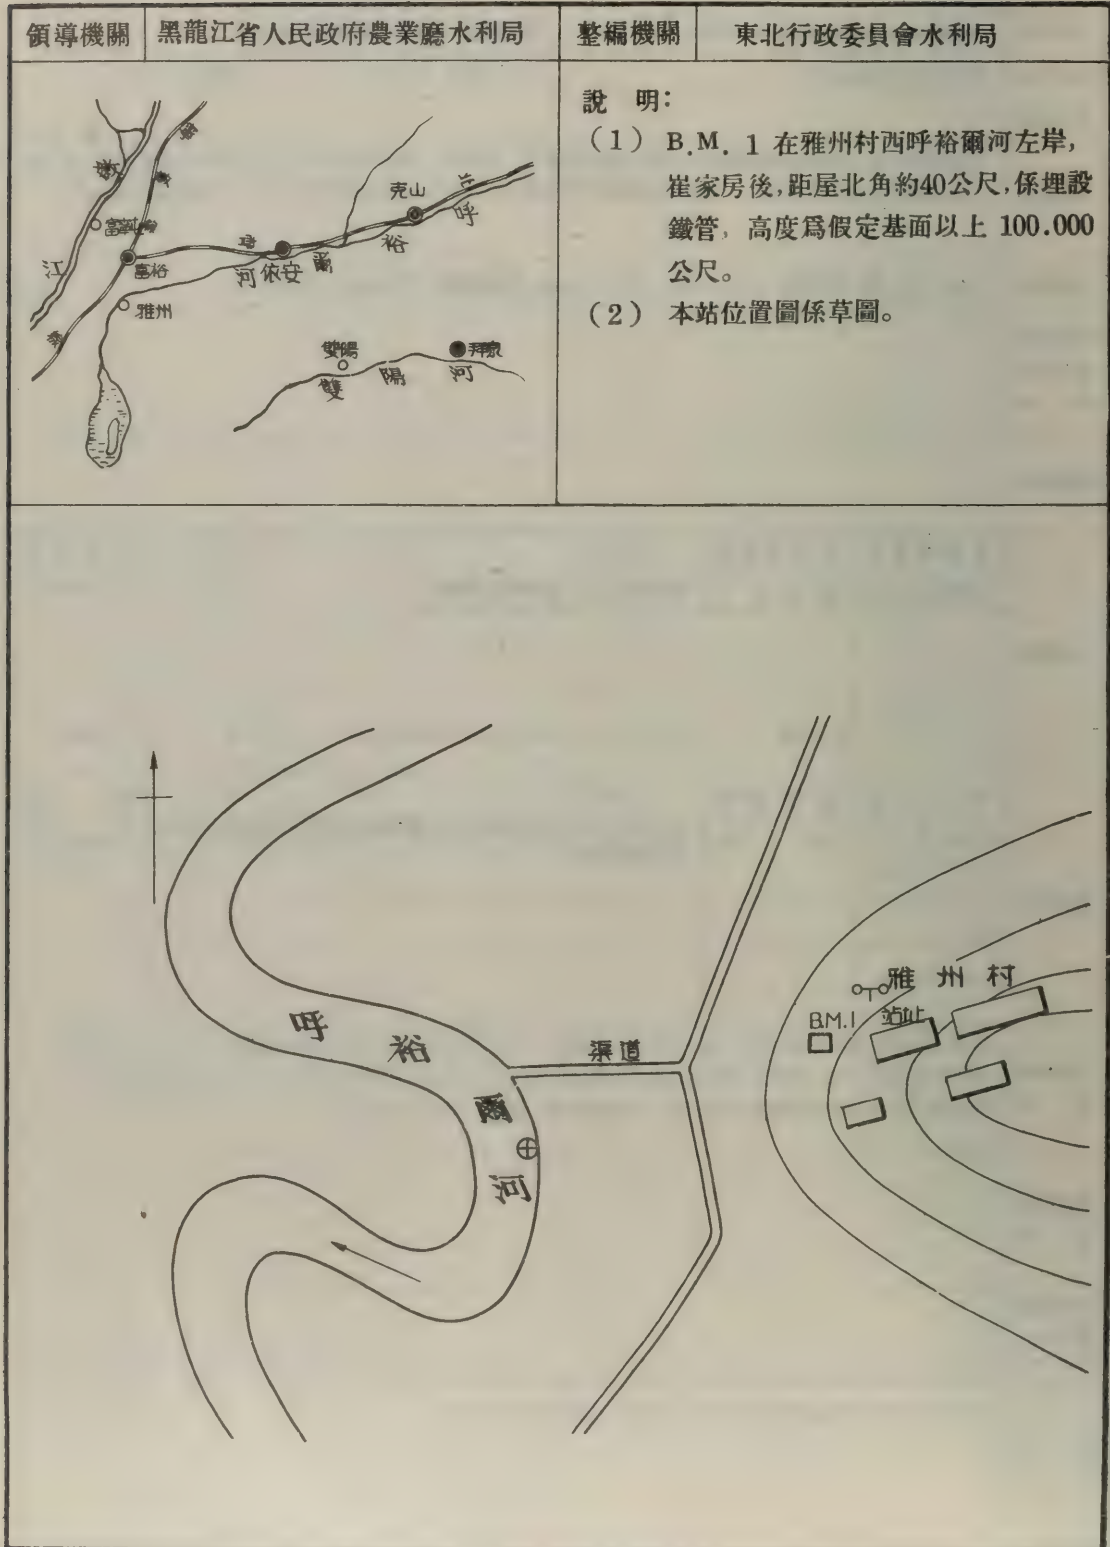 領導機關 黑龍江省人民政府農業廳水利局 整編機關 東北行政委員會水利局
說 明:
(1) B.M. 1 在雅州村西呼裕爾河左岸,
崔家房後,距屋北角約40公尺,係埋設
鐵管,高度爲假定基面以上 100.000
公尺。
(2) 本站位置圖係草圖。
嫩
江
富裕
雅州
克山
北
呼
裕
爾
依安
河
雙陽
雙 陽 河
雅 州 村
B.M.1 站址
渠道
呼
裕
爾
河